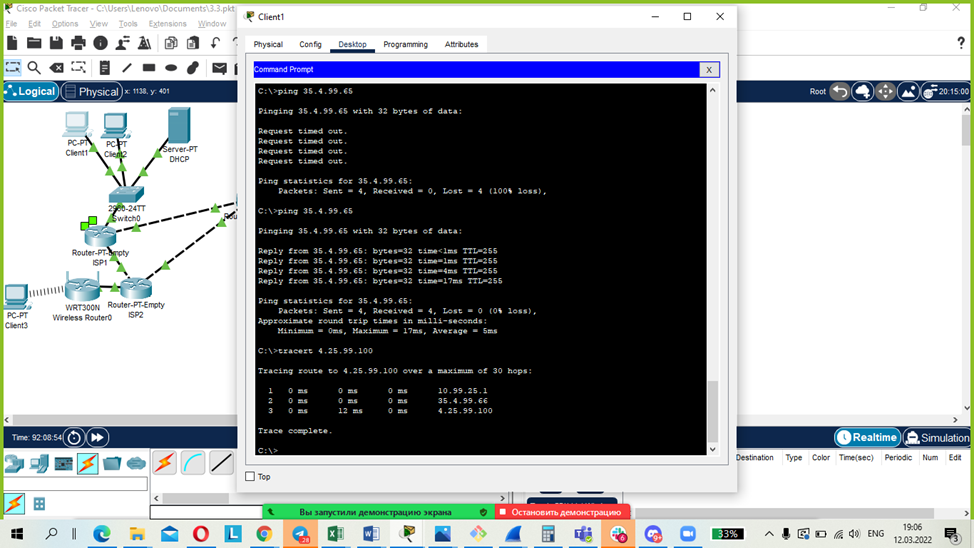 Cisco Packet Tracer - C:\Users\Lenovo\Documents\3.3.pkt
File Edit Options View Tools Extensions Window
Client1
Physical Config Desktop Programming Attributes
Command Prompt
X
C:\>ping 35.4.99.65
Pinging 35.4.99.65 with 32 bytes of data:
Request timed out.
Request timed out.
Request timed out.
Request timed out.
Ping statistics for 35.4.99.65:
Packets: Sent = 4, Received = 0, Lost = 4 (100% loss),
C:\>ping 35.4.99.65
Pinging 35.4.99.65 with 32 bytes of data:
Reply from 35.4.99.65: bytes=32 time<1ms TTL=255
Reply from 35.4.99.65: bytes=32 time=1ms TTL=255
Reply from 35.4.99.65: bytes=32 time=4ms TTL=255
Reply from 35.4.99.65: bytes=32 time=17ms TTL=255
Ping statistics for 35.4.99.65:
Packets: Sent = 4, Received = 4, Lost = 0 (0% loss),
Approximate round trip times in milli-seconds:
Minimum = 0ms, Maximum = 17ms, Average = 5ms
C:\>tracert 4.25.99.100
Tracing route to 4.25.99.100 over a maximum of 30 hops:
1 0 ms 0 ms 0 ms 10.99.25.1
2 0 ms 0 ms 0 ms 35.4.99.66
3 0 ms 12 ms 0 ms 4.25.99.100
Trace complete.
C:\>
Top
Logical Physical x: 1138, y: 401
Root 20:15:00
PC-PT
Client1
PC-PT
Client2
Server-PT
DHCP
2960-24TT
Switch0
Router-PT-Empty
ISP1
Router-PT-Empty
ISP2
WRT300N
Wireless Router0
PC-PT
Client3
Time: 92:08:54
Realtime Simulation
Destination Type Color Time(sec) Periodic Num Edit
Вы запустили демонстрацию экрана
Остановить демонстрацию
28
6
33%
ENG
19:06
12.03.2022
3